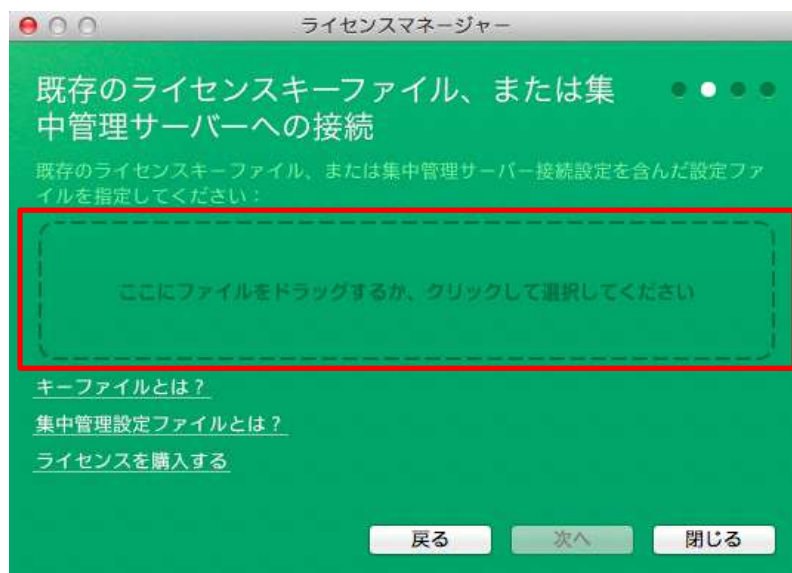 ライセンスマネージャー
既存のライセンスキーファイル、または集
中管理サーバーへの接続
既存のライセンスキーファイル、または集中管理サーバー接続設定を含んだ設定ファ
イルを指定してください：
ここにファイルをドラッグするか、クリックして選択してください
キーファイルとは？
集中管理設定ファイルとは？
ライセンスを購入する
戻る
次へ
閉じる